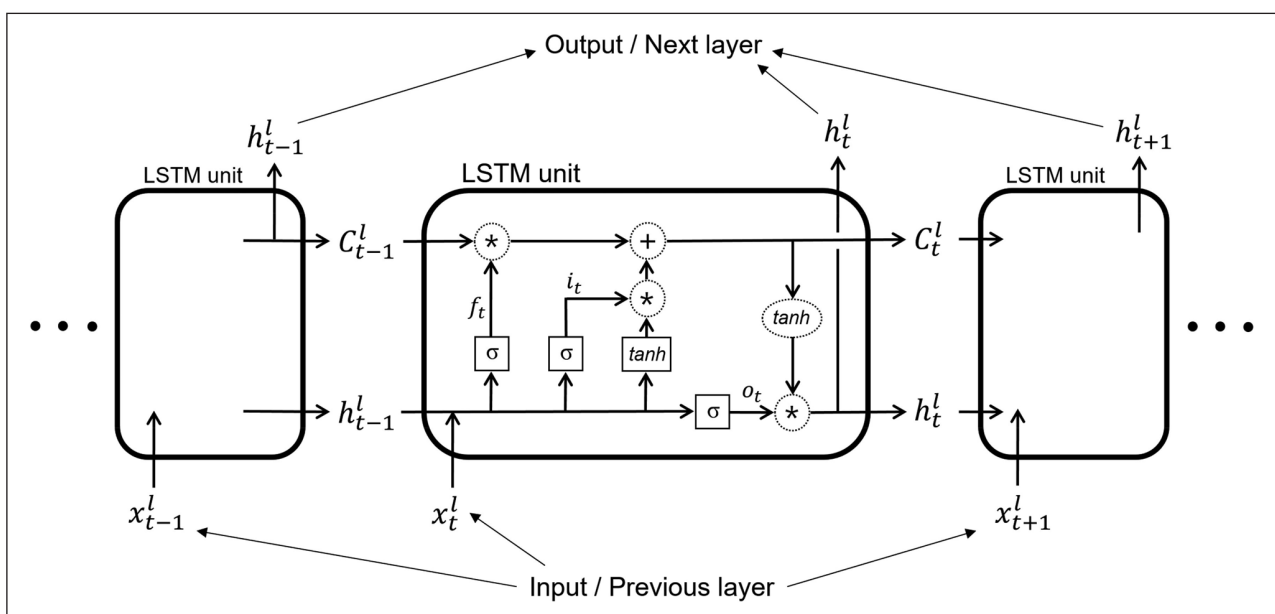 Output / Next layer
h^l_{t-1} h^l_t h^l_{t+1}
LSTM unit LSTM unit LSTM unit
C^l_{t-1} * + C^l_t
i_t *
f_t tanh
• • • σ σ tanh • • •
o_t
h^l_{t-1} σ * h^l_t
x^l_{t-1} x^l_t x^l_{t+1}
Input / Previous layer